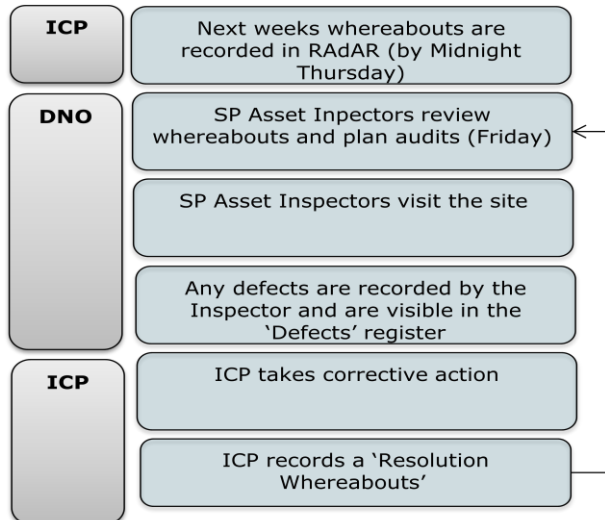 ICP
Next weeks whereabouts are
recorded in RAdAR (by Midnight
Thursday)
DNO
SP Asset Inpectors review
whereabouts and plan audits (Friday)
SP Asset Inspectors visit the site
Any defects are recorded by the
Inspector and are visible in the
‘Defects’ register
ICP
ICP takes corrective action
ICP records a ‘Resolution
Whereabouts’